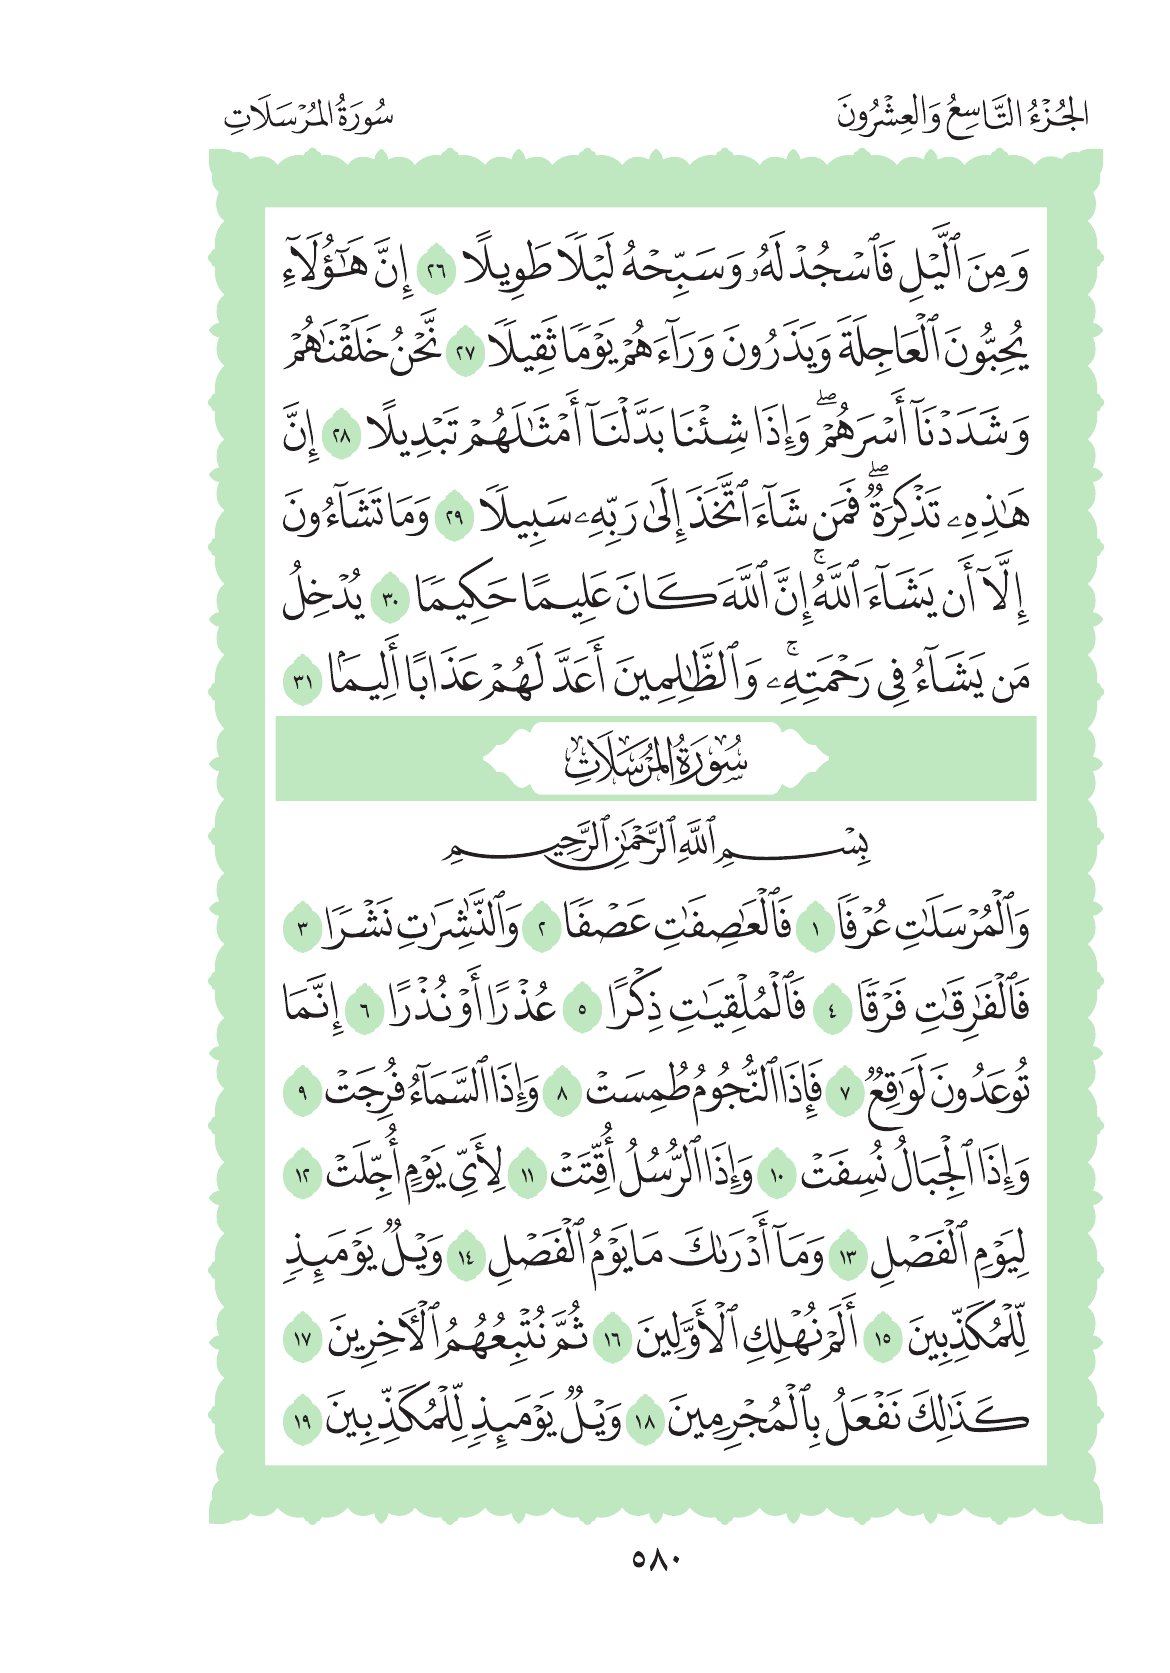 الجُزْءُ التَّاسِعُ وَالْعِشْرُونَ
سُورَةُ المُرْسَلَاتِ
وَمِنَ ٱلَّيْلِ فَٱسْجُدْ لَهُۥ وَسَبِّحْهُ لَيْلًا طَوِيلًا ٢٦ إِنَّ هَٰٓؤُلَآءِ
يُحِبُّونَ ٱلْعَاجِلَةَ وَيَذَرُونَ وَرَآءَهُمْ يَوْمًا ثَقِيلًا ٢٧ نَّحْنُ خَلَقْنَٰهُمْ
وَشَدَدْنَآ أَسْرَهُمْۖ وَإِذَا شِئْنَا بَدَّلْنَآ أَمْثَٰلَهُمْ تَبْدِيلًا ٢٨ إِنَّ
هَٰذِهِۦ تَذْكِرَةٌۖ فَمَن شَآءَ ٱتَّخَذَ إِلَىٰ رَبِّهِۦ سَبِيلًا ٢٩ وَمَا تَشَآءُونَ
إِلَّآ أَن يَشَآءَ ٱللَّهُۚ إِنَّ ٱللَّهَ كَانَ عَلِيمًا حَكِيمًا ٣٠ يُدْخِلُ
مَن يَشَآءُ فِى رَحْمَتِهِۦۚ وَٱلظَّٰلِمِينَ أَعَدَّ لَهُمْ عَذَابًا أَلِيمًۢا ٣١
سُورَةُ المُرْسَلَاتِ
بِسْمِ ٱللَّهِ ٱلرَّحْمَٰنِ ٱلرَّحِيمِ
وَٱلْمُرْسَلَٰتِ عُرْفًا ١ فَٱلْعَٰصِفَٰتِ عَصْفًا ٢ وَٱلنَّٰشِرَٰتِ نَشْرًا ٣
فَٱلْفَٰرِقَٰتِ فَرْقًا ٤ فَٱلْمُلْقِيَٰتِ ذِكْرًا ٥ عُذْرًا أَوْ نُذْرًا ٦ إِنَّمَا
تُوعَدُونَ لَوَٰقِعٌ ٧ فَإِذَا ٱلنُّجُومُ طُمِسَتْ ٨ وَإِذَا ٱلسَّمَآءُ فُرِجَتْ ٩
وَإِذَا ٱلْجِبَالُ نُسِفَتْ ١٠ وَإِذَا ٱلرُّسُلُ أُقِّتَتْ ١١ لِأَىِّ يَوْمٍ أُجِّلَتْ ١٢
لِيَوْمِ ٱلْفَصْلِ ١٣ وَمَآ أَدْرَىٰكَ مَا يَوْمُ ٱلْفَصْلِ ١٤ وَيْلٌ يَوْمَئِذٍ
لِّلْمُكَذِّبِينَ ١٥ أَلَمْ نُهْلِكِ ٱلْأَوَّلِينَ ١٦ ثُمَّ نُتْبِعُهُمُ ٱلْـَٔاخِرِينَ ١٧
كَذَٰلِكَ نَفْعَلُ بِٱلْمُجْرِمِينَ ١٨ وَيْلٌ يَوْمَئِذٍ لِّلْمُكَذِّبِينَ ١٩
٥٨٠